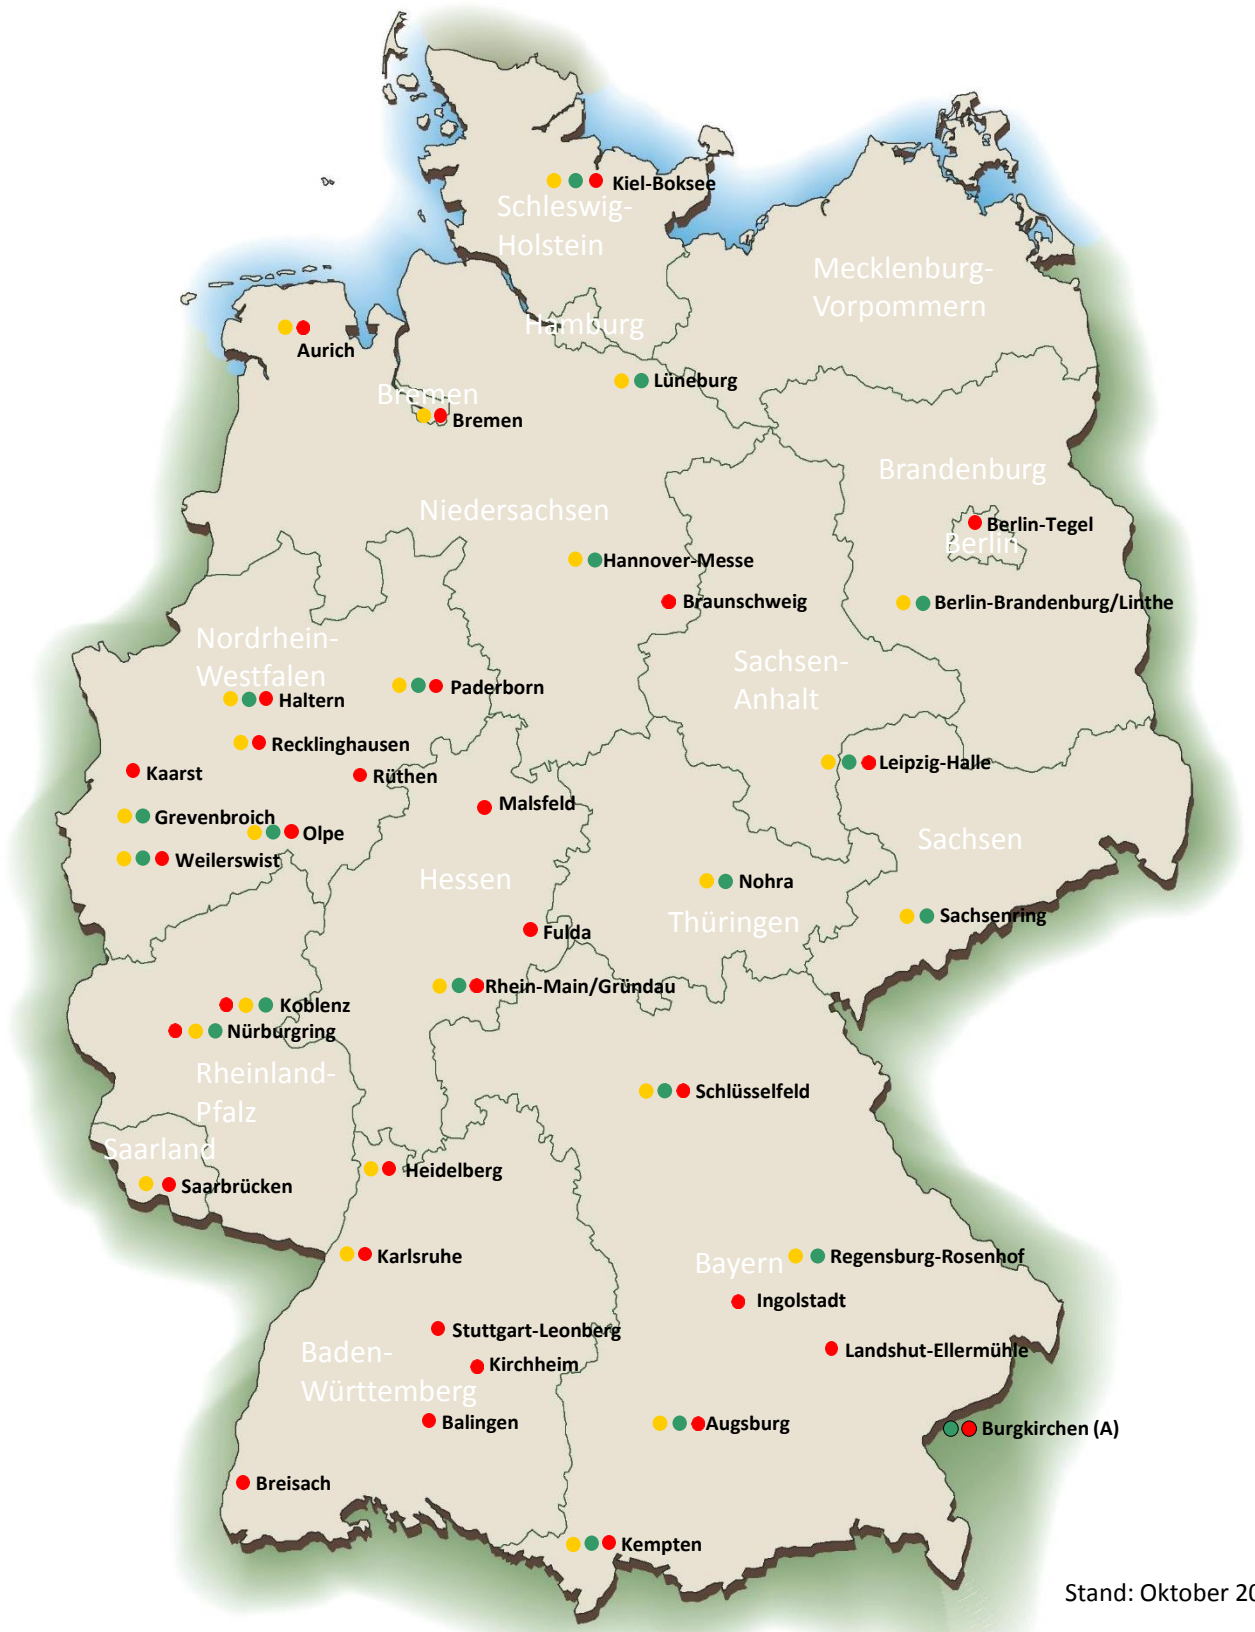 Kiel-Boksee
Schleswig-
Holstein
Mecklenburg-
Vorpommern
Hamburg
Aurich
Lüneburg
Bremen
Bremen
Brandenburg
Niedersachsen
Berlin-Tegel
Berlin
Hannover-Messe
Braunschweig
Berlin-Brandenburg/Linthe
Nordrhein-
Westfalen
Sachsen-
Anhalt
Paderborn
Haltern
Recklinghausen
Leipzig-Halle
Kaarst
Rüthen
Malsfeld
Grevenbroich
Olpe
Sachsen
Weilerswist
Hessen
Nohra
Thüringen
Sachsenring
Fulda
Rhein-Main/Gründau
Koblenz
Nürburgring
Rheinland-
Pfalz
Schlüsselfeld
Saarland
Heidelberg
Saarbrücken
Karlsruhe
Regensburg-Rosenhof
Bayern
Ingolstadt
Stuttgart-Leonberg
Landshut-Ellermühle
Baden-
Württemberg
Kirchheim
Balingen
Augsburg
Burgkirchen (A)
Breisach
Kempten
Stand: Oktober 20